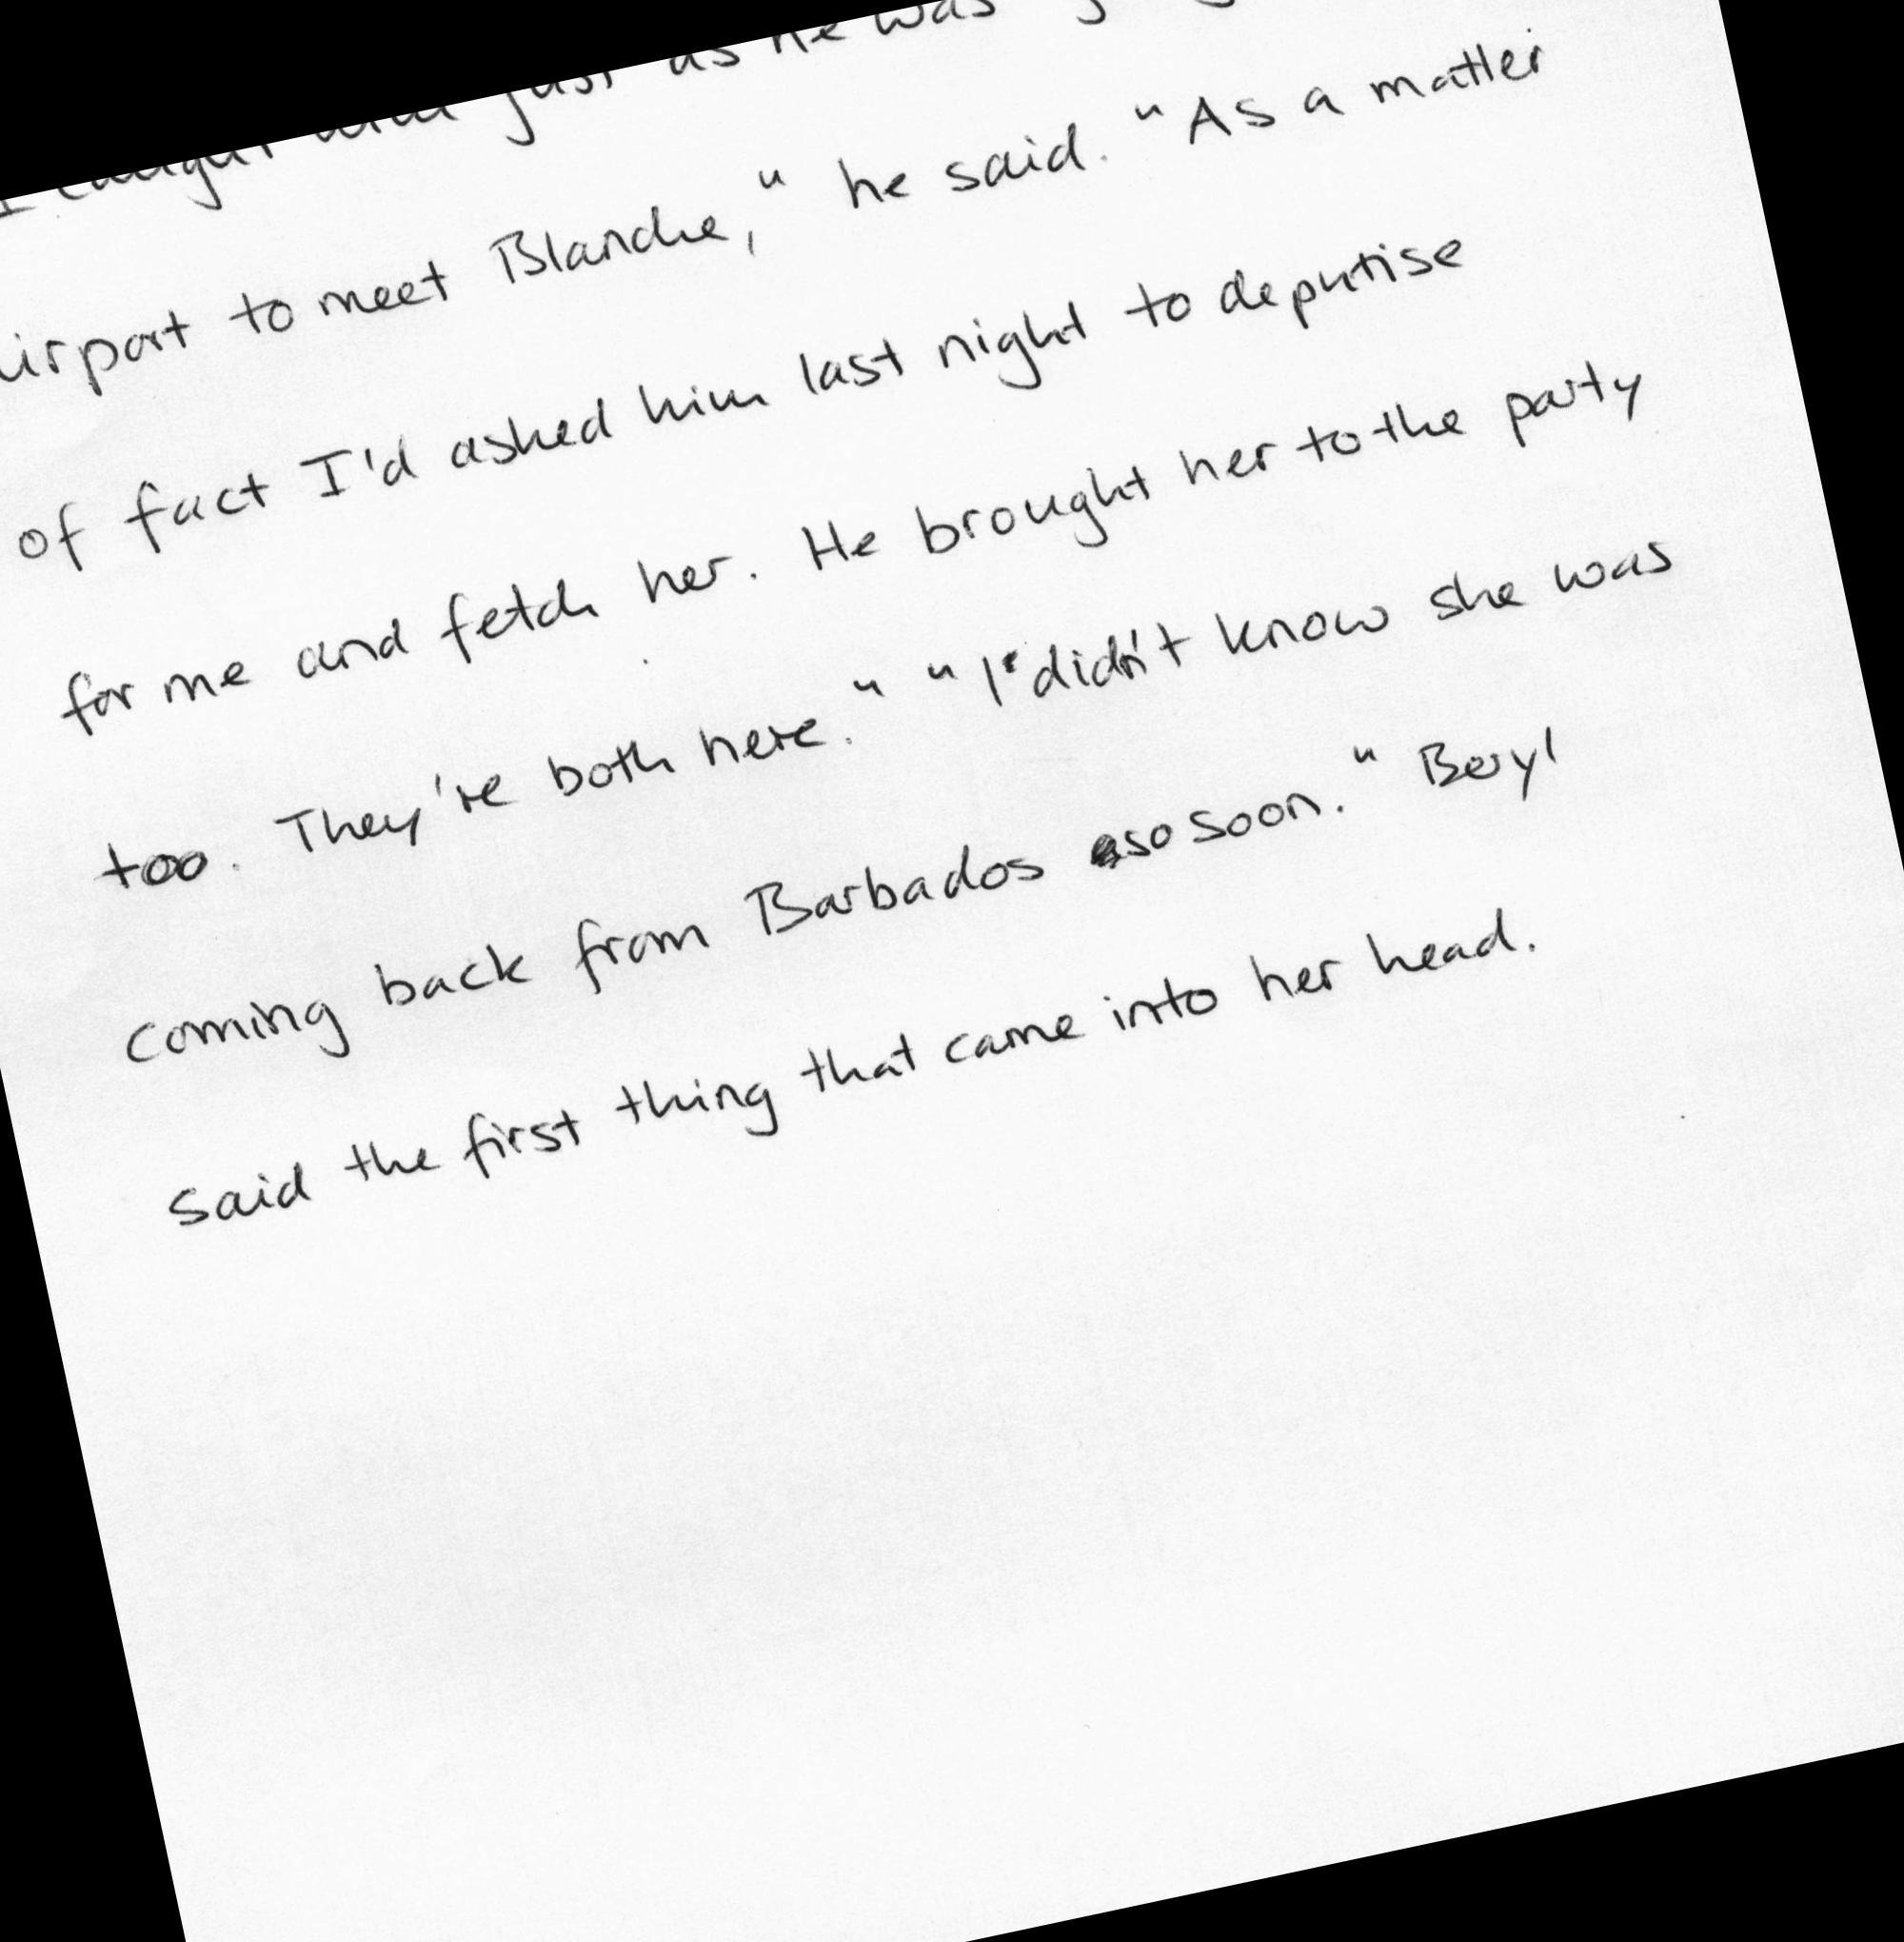 just as he was
airport to meet Blanche," he said. "As a matter
of fact I'd asked him last night to deputise
for me and fetch her. He brought her to the party
too. They're both here." "I didn't know she was
coming back from Barbados so soon." Beryl
said the first thing that came into her head.